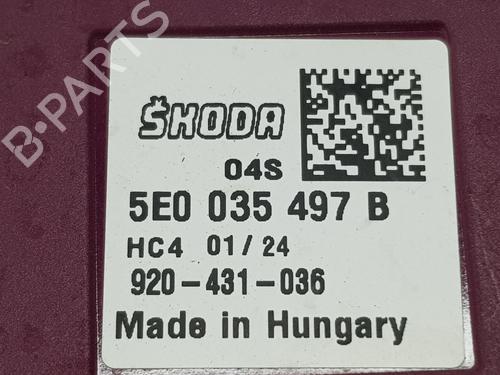 B-PARTS
ŠKODA
04S
5E0 035 497 B
HC4 01/24
920-431-036
Made in Hungary